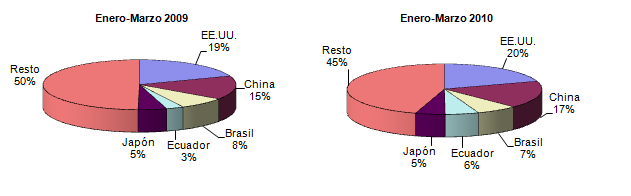 Enero-Marzo 2009
EE.UU.
19%
Resto
50%
China
15%
Brasil
8%
Ecuador
3%
Japón
5%
Enero-Marzo 2010
EE.UU.
20%
Resto
45%
China
17%
Brasil
7%
Ecuador
6%
Japón
5%